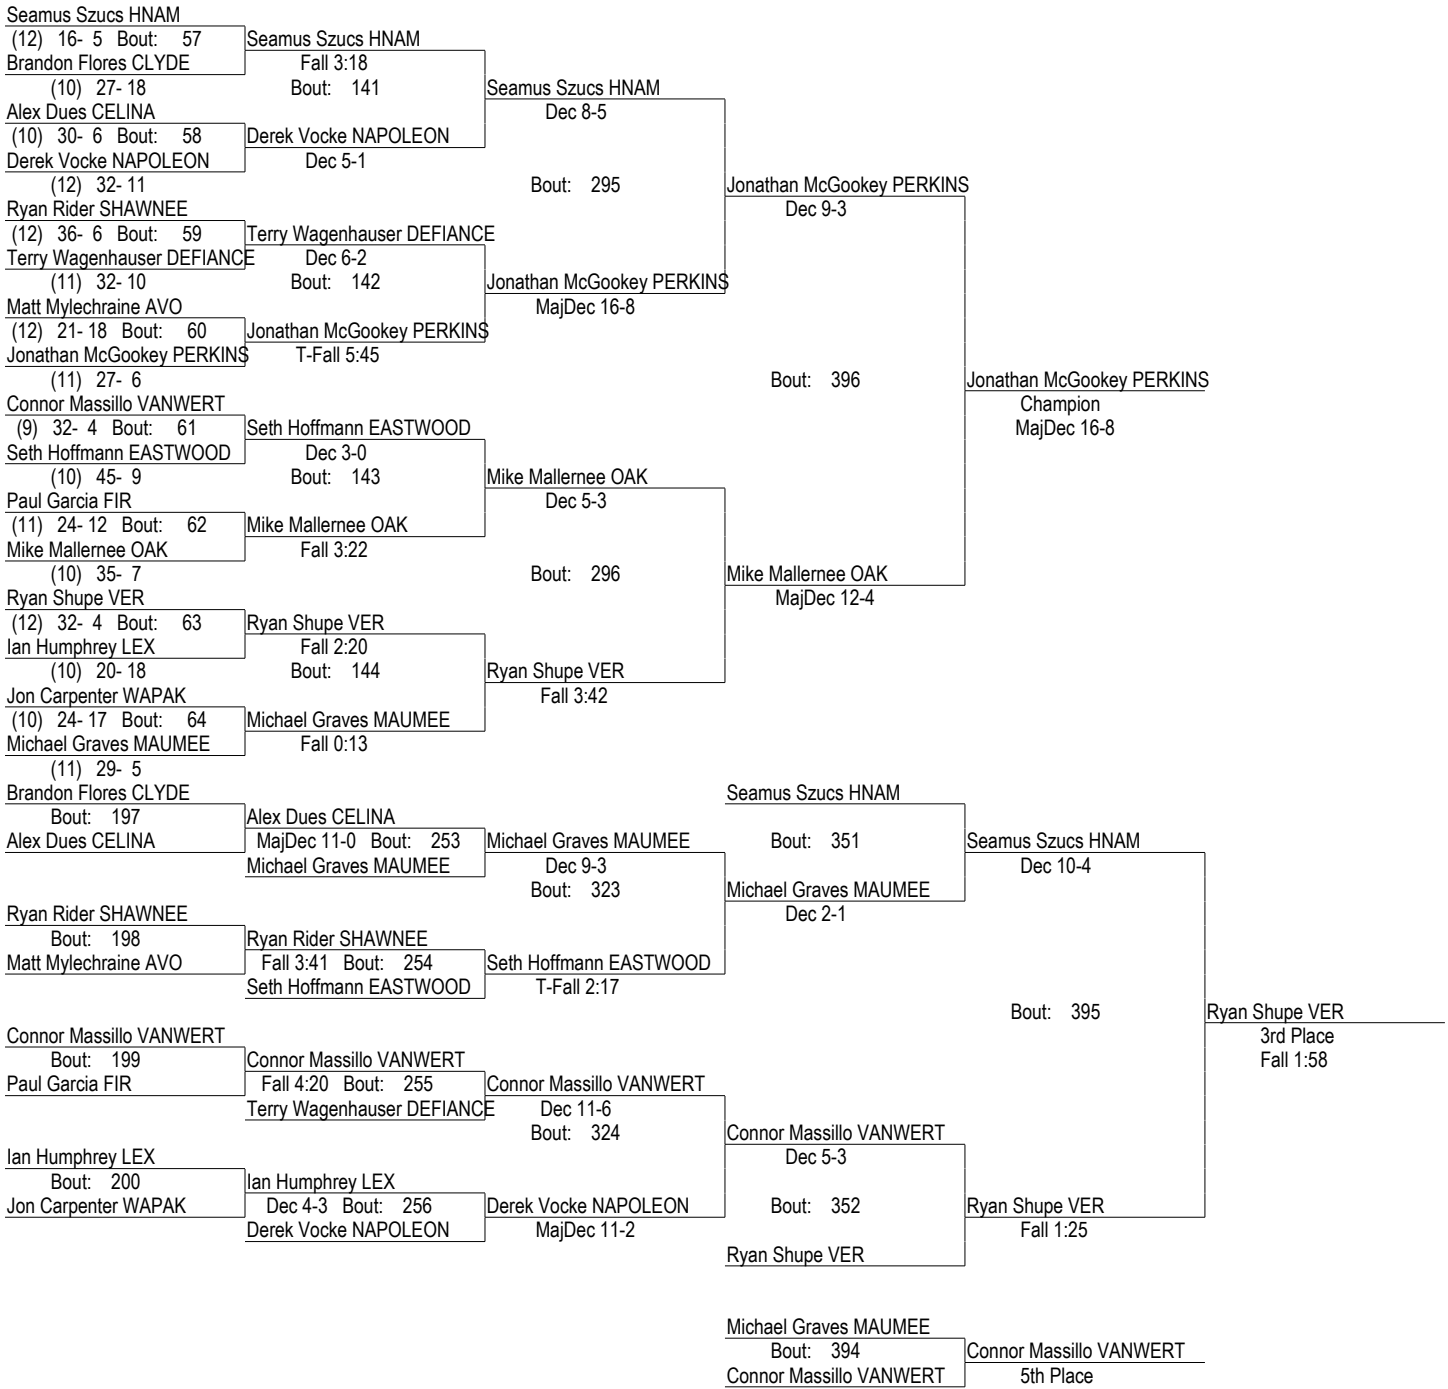 Seamus Szucs HNAM
(12) 16- 5 Bout: 57 Seamus Szucs HNAM
Brandon Flores CLYDE Fall 3:18
(10) 27- 18 Bout: 141 Seamus Szucs HNAM
Alex Dues CELINA Dec 8-5
(10) 30- 6 Bout: 58 Derek Vocke NAPOLEON
Derek Vocke NAPOLEON Dec 5-1
(12) 32- 11 Bout: 295 Jonathan McGookey PERKINS
Ryan Rider SHAWNEE Dec 9-3
(12) 36- 6 Bout: 59 Terry Wagenhauser DEFIANCE
Terry Wagenhauser DEFIANCE Dec 6-2
(11) 32- 10 Bout: 142 Jonathan McGookey PERKINS
Matt Mylechraine AVO MajDec 16-8
(12) 21- 18 Bout: 60 Jonathan McGookey PERKINS
Jonathan McGookey PERKINS T-Fall 5:45
(11) 27- 6 Bout: 396 Jonathan McGookey PERKINS
Connor Massillo VANWERT Champion
(9) 32- 4 Bout: 61 Seth Hoffmann EASTWOOD MajDec 16-8
Seth Hoffmann EASTWOOD Dec 3-0
(10) 45- 9 Bout: 143 Mike Mallernee OAK
Paul Garcia FIR Dec 5-3
(11) 24- 12 Bout: 62 Mike Mallernee OAK
Mike Mallernee OAK Fall 3:22
(10) 35- 7 Bout: 296 Mike Mallernee OAK
Ryan Shupe VER MajDec 12-4
(12) 32- 4 Bout: 63 Ryan Shupe VER
Ian Humphrey LEX Fall 2:20
(10) 20- 18 Bout: 144 Ryan Shupe VER
Jon Carpenter WAPAK Fall 3:42
(10) 24- 17 Bout: 64 Michael Graves MAUMEE
Michael Graves MAUMEE Fall 0:13
(11) 29- 5
Brandon Flores CLYDE Seamus Szucs HNAM
Bout: 197 Alex Dues CELINA
Alex Dues CELINA MajDec 11-0 Bout: 253 Michael Graves MAUMEE Bout: 351 Seamus Szucs HNAM
Michael Graves MAUMEE Dec 9-3 Dec 10-4
Bout: 323 Michael Graves MAUMEE
Ryan Rider SHAWNEE Dec 2-1
Bout: 198 Ryan Rider SHAWNEE
Matt Mylechraine AVO Fall 3:41 Bout: 254 Seth Hoffmann EASTWOOD
Seth Hoffmann EASTWOOD T-Fall 2:17
Bout: 395 Ryan Shupe VER
Connor Massillo VANWERT 3rd Place
Bout: 199 Connor Massillo VANWERT Fall 1:58
Paul Garcia FIR Fall 4:20 Bout: 255 Connor Massillo VANWERT
Terry Wagenhauser DEFIANCE Dec 11-6
Bout: 324 Connor Massillo VANWERT
Ian Humphrey LEX Dec 5-3
Bout: 200 Ian Humphrey LEX
Jon Carpenter WAPAK Dec 4-3 Bout: 256 Derek Vocke NAPOLEON Bout: 352 Ryan Shupe VER
Derek Vocke NAPOLEON MajDec 11-2 Fall 1:25
Ryan Shupe VER
Michael Graves MAUMEE
Bout: 394 Connor Massillo VANWERT
Connor Massillo VANWERT 5th Place